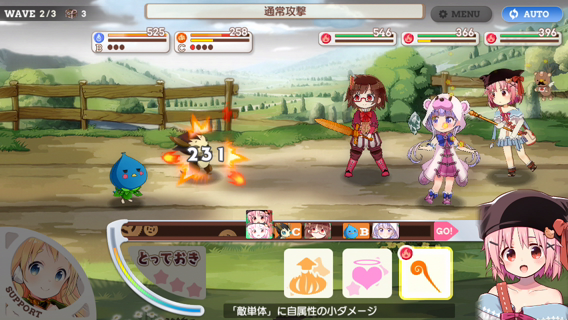 WAVE 2/3 3
通常攻撃
MENU
AUTO
525
B
258
C
546
366
396
231
C
B
GO!
とっておき
SUPPORT
「敵単体」に自属性の小ダメージ